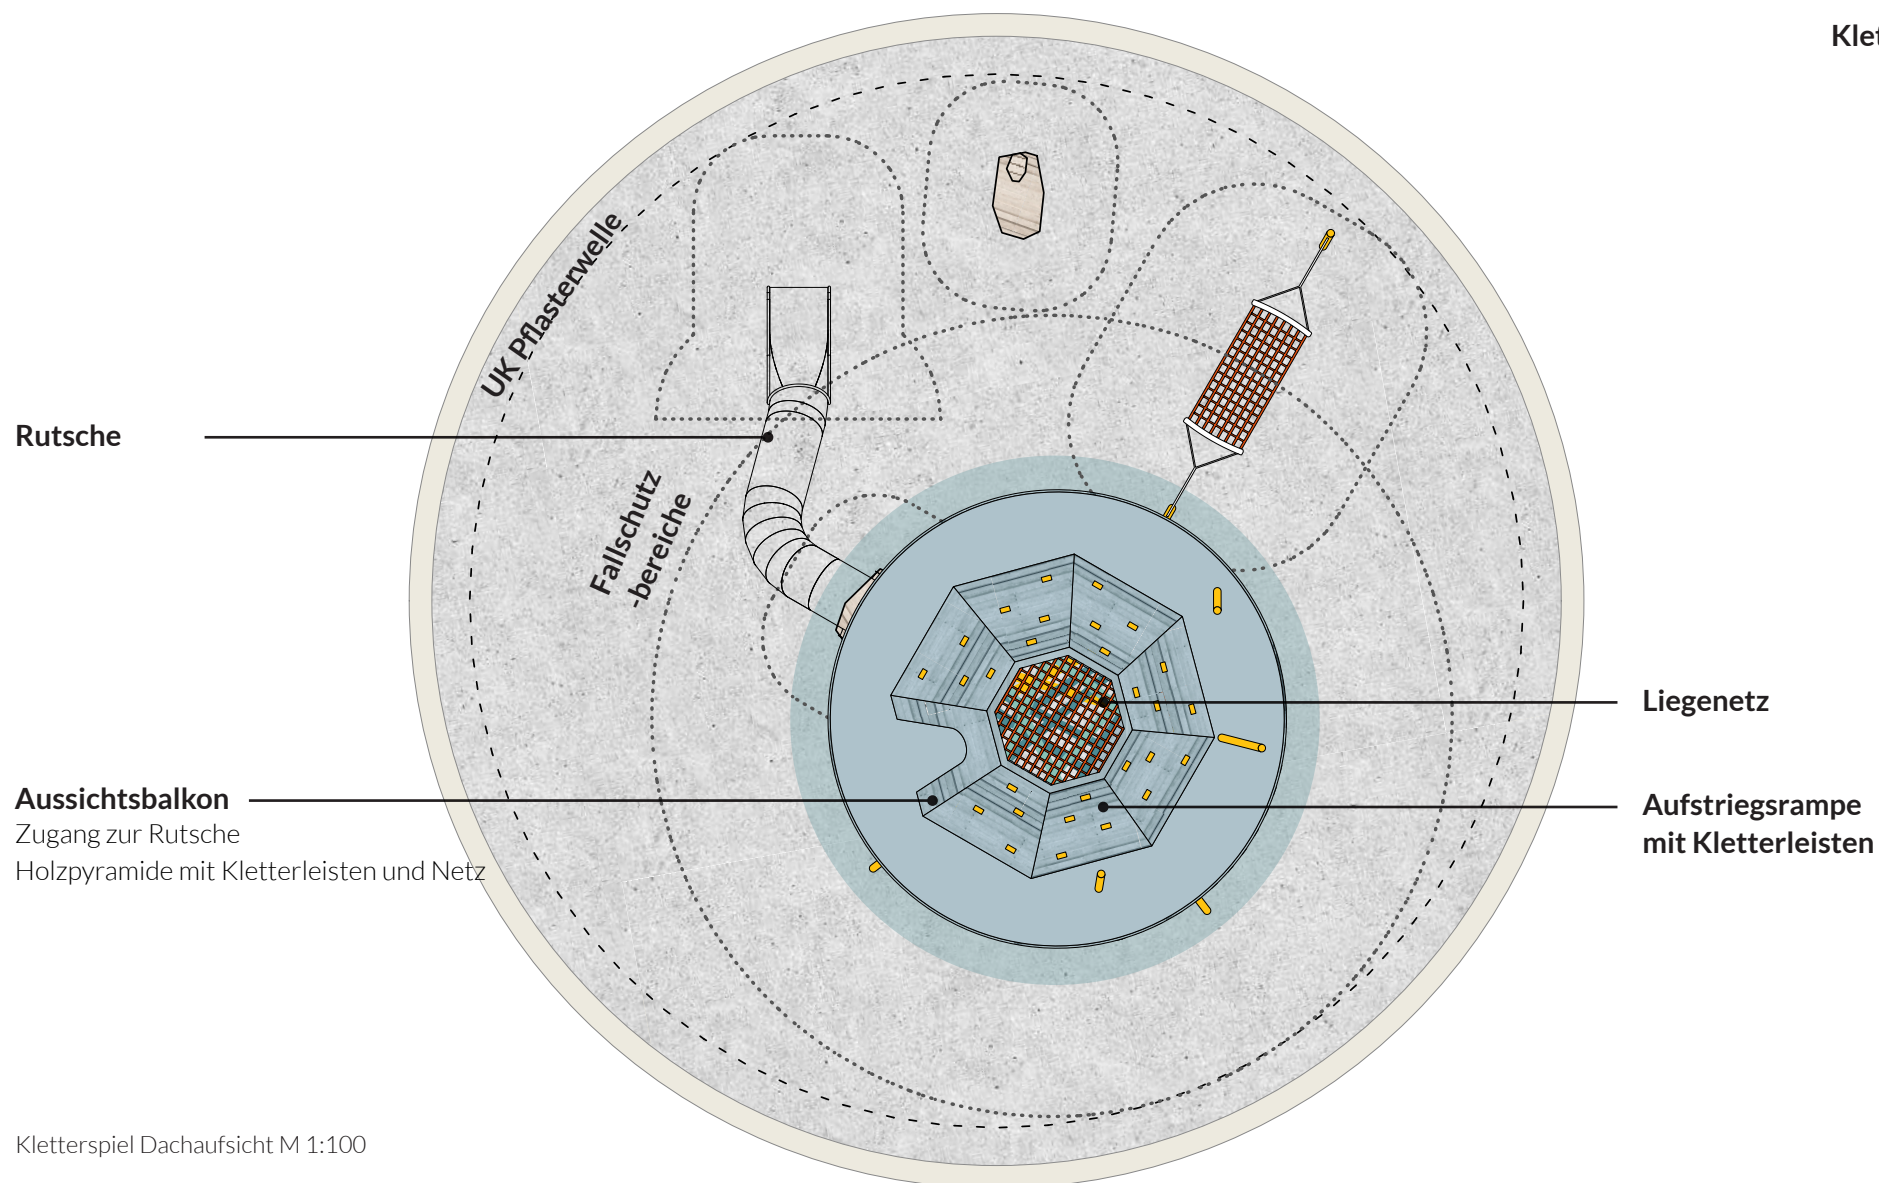 Klet
UK Pflasterwelle
Rutsche
Fallschutz
-bereiche
Liegenetz
Aussichtsbalkon
Zugang zur Rutsche
Holzpyramide mit Kletterleisten und Netz
Aufstriegsrampe
mit Kletterleisten
Kletterspiel Dachaufsicht M 1:100